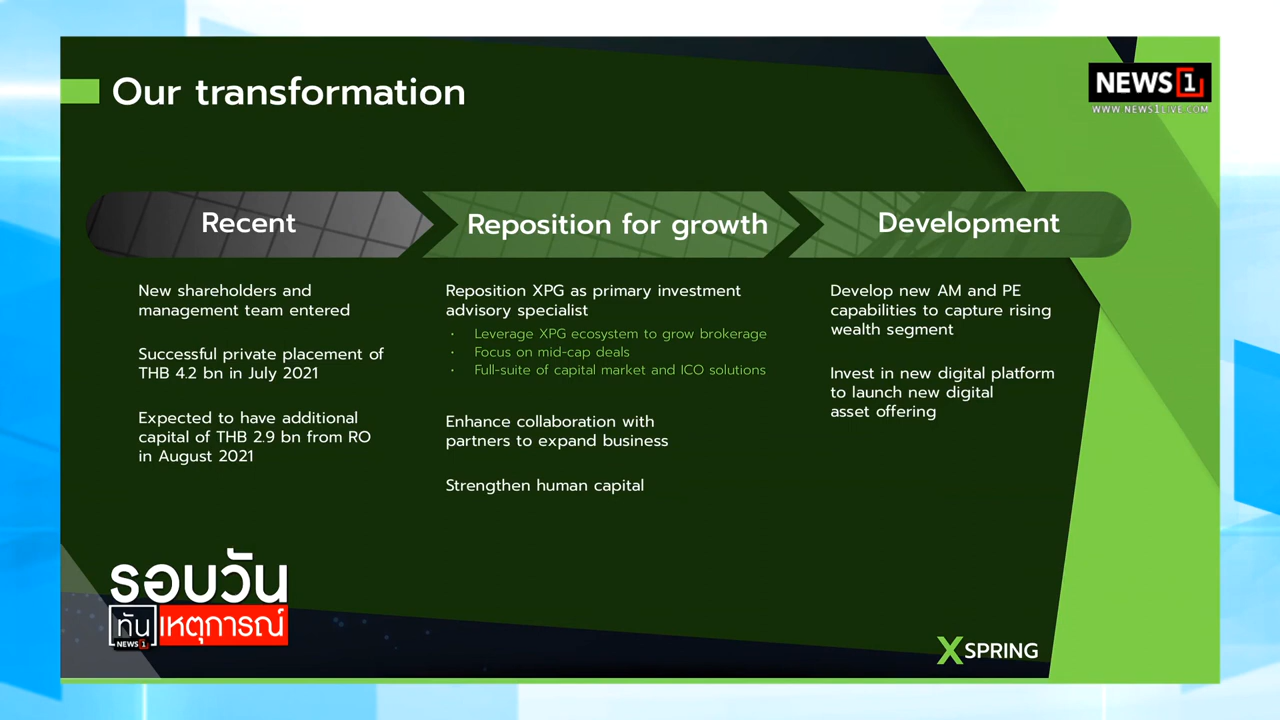 Our transformation
NEWS 1
WWW.NEWS1LIVE.COM
Recent
Reposition for growth
Development
New shareholders and
management team entered
Successful private placement of
THB 4.2 bn in July 2021
Expected to have additional
capital of THB 2.9 bn from RO
in August 2021
Reposition XPG as primary investment
advisory specialist
· Leverage XPG ecosystem to grow brokerage
· Focus on mid-cap deals
· Full-suite of capital market and ICO solutions
Enhance collaboration with
partners to expand business
Strengthen human capital
Develop new AM and PE
capabilities to capture rising
wealth segment
Invest in new digital platform
to launch new digital
asset offering
รอบวัน
ทันเหตุการณ์
NEWS 1
XSPRING